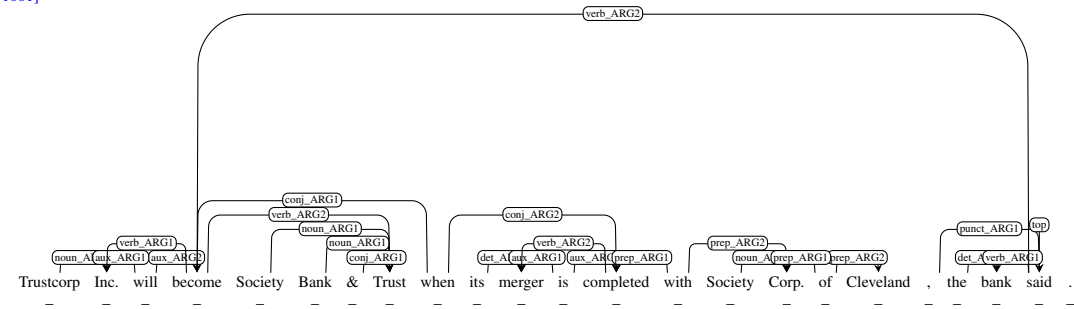 verb_ARG2
conj_ARG1
verb_ARG2
conj_ARG2
noun_ARG1
top
punct_ARG1
verb_ARG1
noun_ARG1
verb_ARG2
prep_ARG2
aux_ARG1 aux_ARG2 conj_ARG1 aux_ARG1 prep_ARG1 prep_ARG1 prep_ARG2 verb_ARG1
Trustcorp Inc. will become Society Bank & Trust when its merger is completed with Society Corp. of Cleveland , the bank said .
_ _ _ _ _ _ _ _ _ _ _ _ _ _ _ _ _ _ _ _ _ _ _